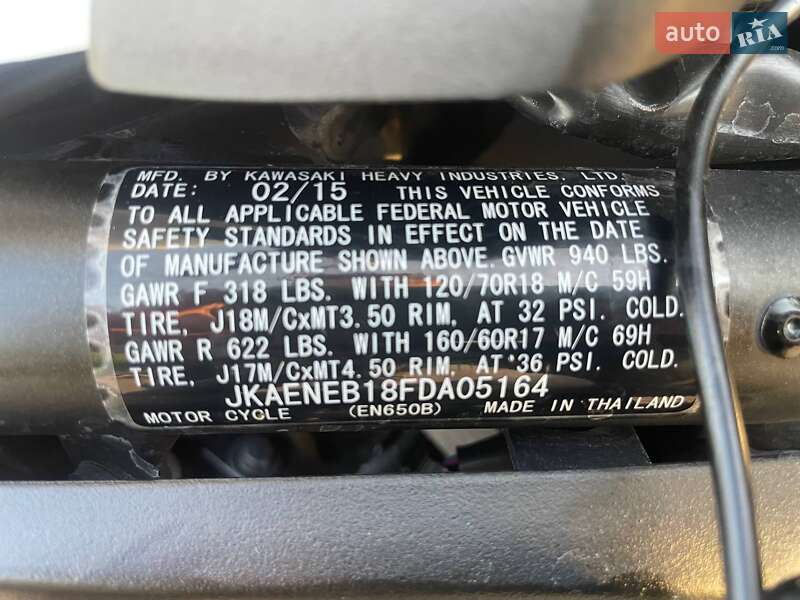 auto RIA.com
MFD. BY KAWASAKI HEAVY INDUSTRIES, LTD.
DATE: 02/15 THIS VEHICLE CONFORMS
TO ALL APPLICABLE FEDERAL MOTOR VEHICLE
SAFETY STANDARDS IN EFFECT ON THE DATE
OF MANUFACTURE SHOWN ABOVE. GVWR 940 LBS.
GAWR F 318 LBS. WITH 120/70R18 M/C 59H
TIRE, J18M/CxMT3.50 RIM, AT 32 PSI. COLD.
GAWR R 622 LBS. WITH 160/60R17 M/C 69H
TIRE, J17M/CxMT4.50 RIM, AT 36 PSI. COLD.
JKAENEB18FDA05164
MOTOR CYCLE (EN650B) MADE IN THAILAND